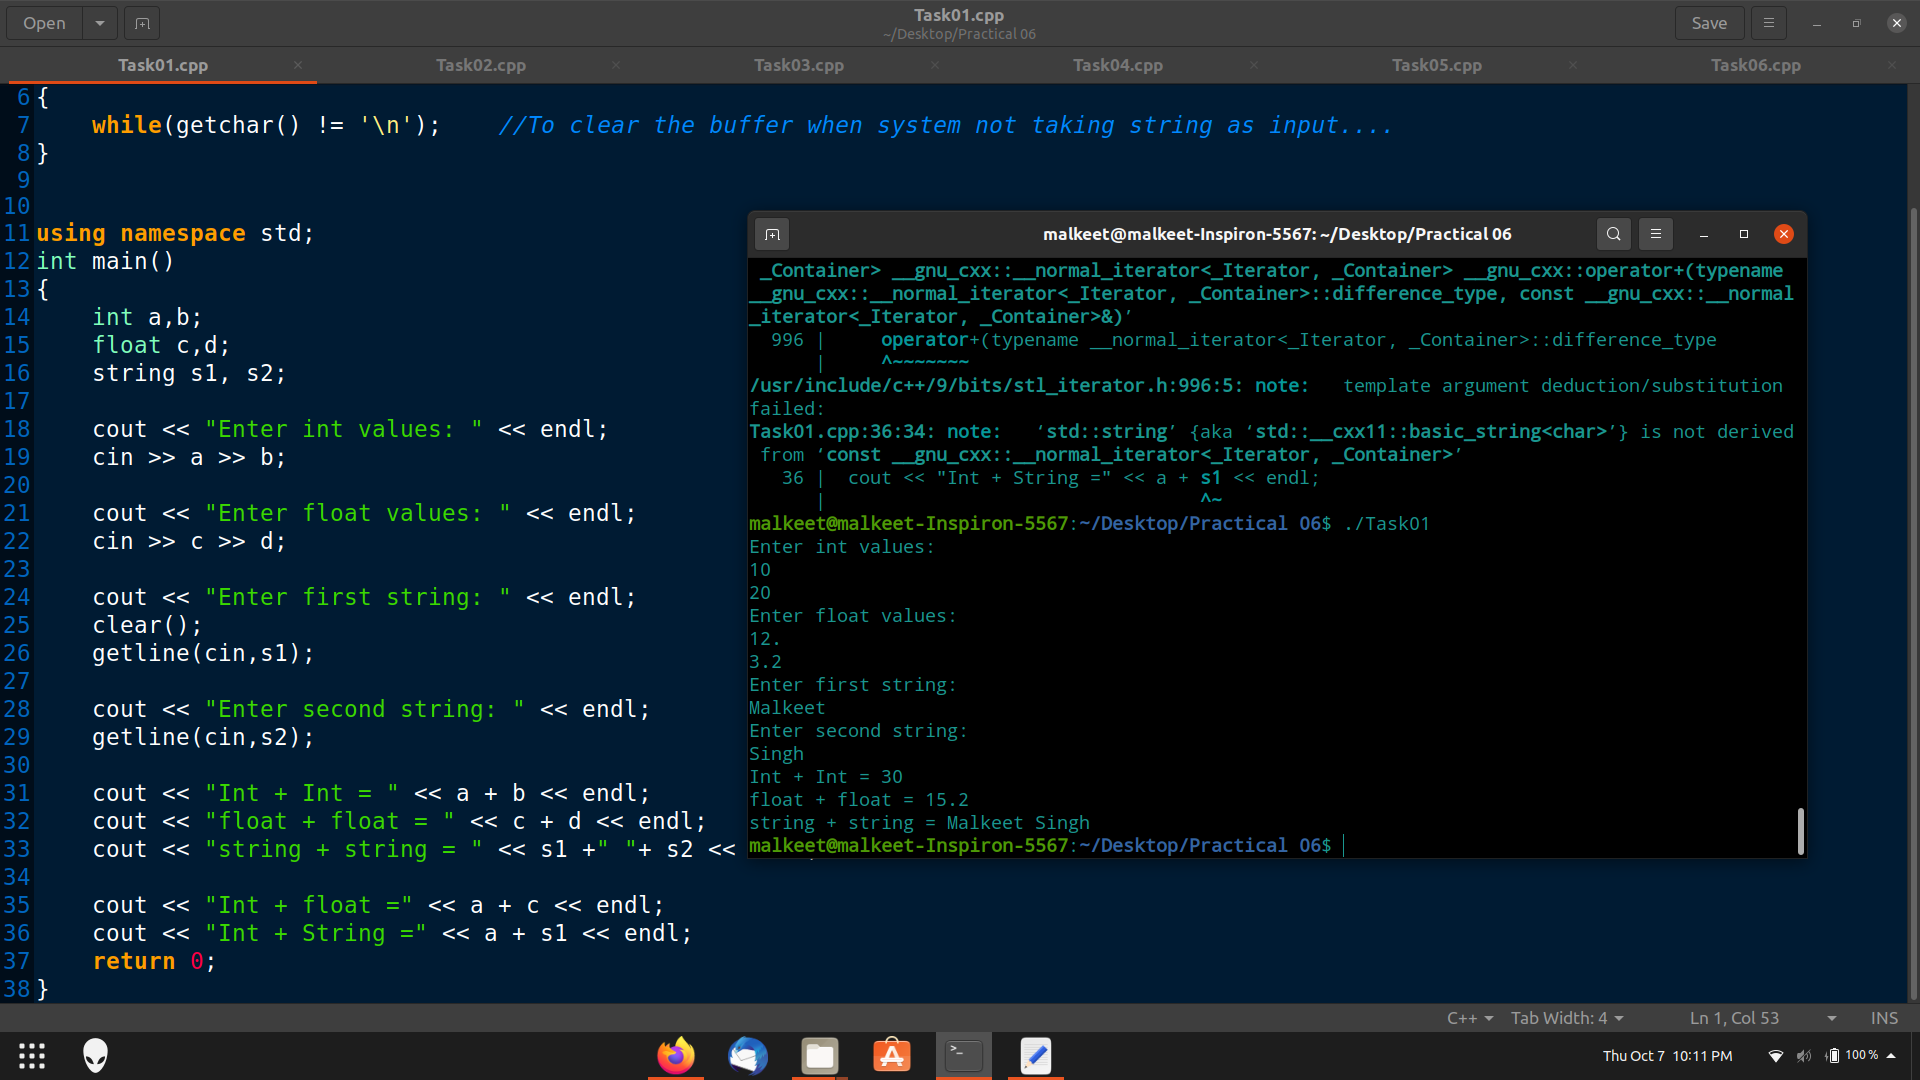 Open
Task01.cpp
~/Desktop/Practical 06
Save
Task01.cpp
Task02.cpp
Task03.cpp
Task04.cpp
Task05.cpp
Task06.cpp
6 {
7 while(getchar() != '\n'); //To clear the buffer when system not taking string as input....
8 }
9
10
11 using namespace std;
12 int main()
13 {
14 int a,b;
15 float c,d;
16 string s1, s2;
17
18 cout << "Enter int values: " << endl;
19 cin >> a >> b;
20
21 cout << "Enter float values: " << endl;
22 cin >> c >> d;
23
24 cout << "Enter first string: " << endl;
25 clear();
26 getline(cin,s1);
27
28 cout << "Enter second string: " << endl;
29 getline(cin,s2);
30
31 cout << "Int + Int = " << a + b << endl;
32 cout << "float + float = " << c + d << endl;
33 cout << "string + string = " << s1 +" "+ s2 <<
34
35 cout << "Int + float =" << a + c << endl;
36 cout << "Int + String =" << a + s1 << endl;
37 return 0;
38 }
malkeet@malkeet-Inspiron-5567: ~/Desktop/Practical 06
_Container> __gnu_cxx::__normal_iterator<_Iterator, _Container> __gnu_cxx::operator+(typename
__gnu_cxx::__normal_iterator<_Iterator, _Container>::difference_type, const __gnu_cxx::__normal
_iterator<_Iterator, _Container>&)’
996 | operator+(typename __normal_iterator<_Iterator, _Container>::difference_type
| ^~~~~~~~
/usr/include/c++/9/bits/stl_iterator.h:996:5: note: template argument deduction/substitution
failed:
Task01.cpp:36:34: note: ‘std::string’ {aka ‘std::__cxx11::basic_string<char>’} is not derived
from ‘const __gnu_cxx::__normal_iterator<_Iterator, _Container>’
36 | cout << "Int + String =" << a + s1 << endl;
| ^~
malkeet@malkeet-Inspiron-5567:~/Desktop/Practical 06$ ./Task01
Enter int values:
10
20
Enter float values:
12.
3.2
Enter first string:
Malkeet
Enter second string:
Singh
Int + Int = 30
float + float = 15.2
string + string = Malkeet Singh
malkeet@malkeet-Inspiron-5567:~/Desktop/Practical 06$
C++
Tab Width: 4
Ln 1, Col 53
INS
Thu Oct 7 10:11 PM
100 %